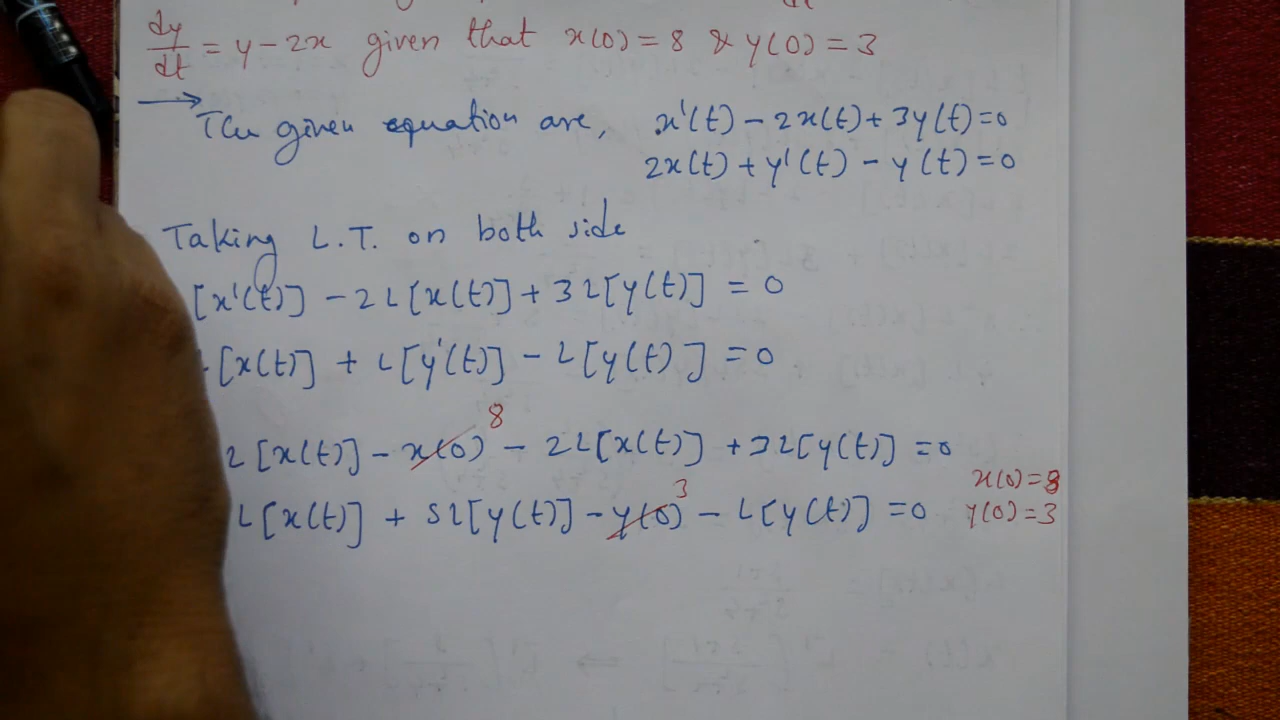 dy/dt = y - 2x given that x(0) = 8 & y(0) = 3
→ The given equation are, x'(t) - 2x(t) + 3y(t) = 0
2x(t) + y'(t) - y(t) = 0
Taking L.T. on both side
[x'(t)] - 2L[x(t)] + 3L[y(t)] = 0
[x(t)] + L[y'(t)] - L[y(t)] = 0
8
L[x(t)] - x(0) - 2L[x(t)] + 3L[y(t)] = 0
x(0) = 8
3
L[x(t)] + SL[y(t)] - y(0) - L[y(t)] = 0
y(0) = 3